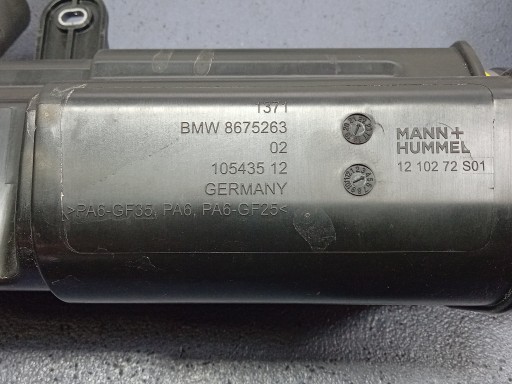 1371
BMW 8675263
02
105435 12
GERMANY
>PA6-GF35, PA6, PA6-GF25<
MANN+
HUMMEL
12 102 72 S01